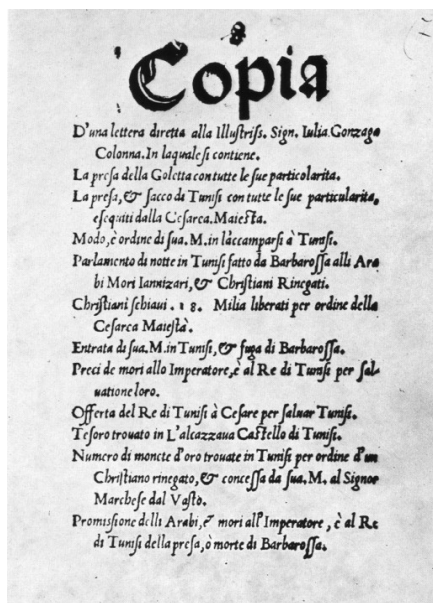 Copia
D'una lettera diretta alla Illustriss. Sign. Iulia Gonzaga
Colonna. In laquale si contiene.
La presa della Goletta con tutte le sue particolarita.
La presa, & sacco di Tunisi con tutte le sue particularita,
esequiti dalla Cesarea. Maiesta.
Modo, è ordine di sua. M. in l'accamparsi à Tunisi.
Parlamento di notte in Tunisi fatto da Barbarossa alli Ara
bi Mori Iannizari, & Christiani Rinegati.
Christiani schiaui. 18. Milia liberati per ordine della
Cesarea Maiestà.
Entrata di sua. M. in Tunisi, & fuga di Barbarossa.
Preci de mori allo Imperatore, è al Re di Tunisi per sal
uatione loro.
Offerta del Re di Tunisi à Cesare per saluar Tunisi.
Tesoro trouato in L'alcazzaua Castello di Tunisi.
Numero di monete d'oro trouate in Tunisi per ordine d'un
Christiano rinegato, & concessa da sua. M. al Signor
Marchese dal Vasto.
Promissione delli Arabi, & mori all'Imperatore, è al Re
di Tunisi della presa, ò morte di Barbarossa.